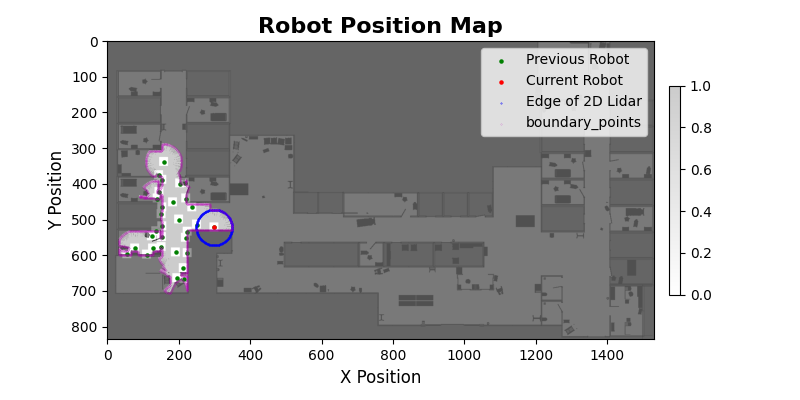 Robot Position Map
Previous Robot
Current Robot
Edge of 2D Lidar
boundary_points
Y Position
0
100
200
300
400
500
600
700
800
0 200 400 600 800 1000 1200 1400
X Position
1.0
0.8
0.6
0.4
0.2
0.0